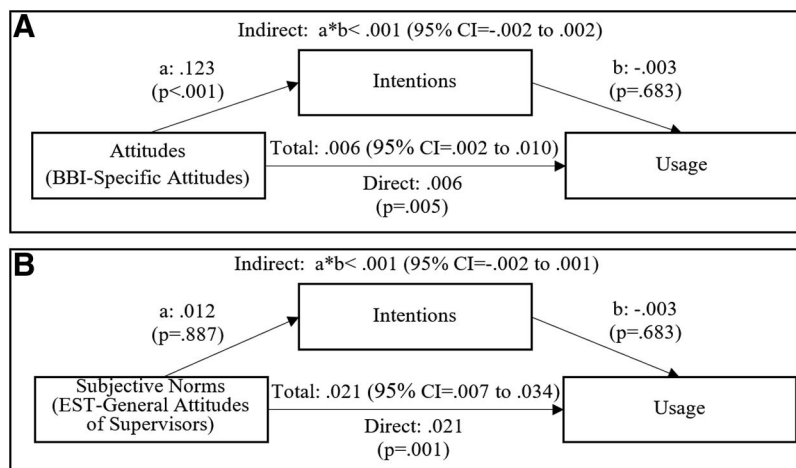 A
Indirect: a*b< .001 (95% CI=-.002 to .002)
a: .123
(p<.001)
Intentions
b: -.003
(p=.683)
Attitudes
(BBI-Specific Attitudes)
Total: .006 (95% CI=.002 to .010)
Direct: .006
(p=.005)
Usage
B
Indirect: a*b< .001 (95% CI=-.002 to .001)
a: .012
(p=.887)
Intentions
b: -.003
(p=.683)
Subjective Norms
(EST-General Attitudes
of Supervisors)
Total: .021 (95% CI=.007 to .034)
Direct: .021
(p=.001)
Usage